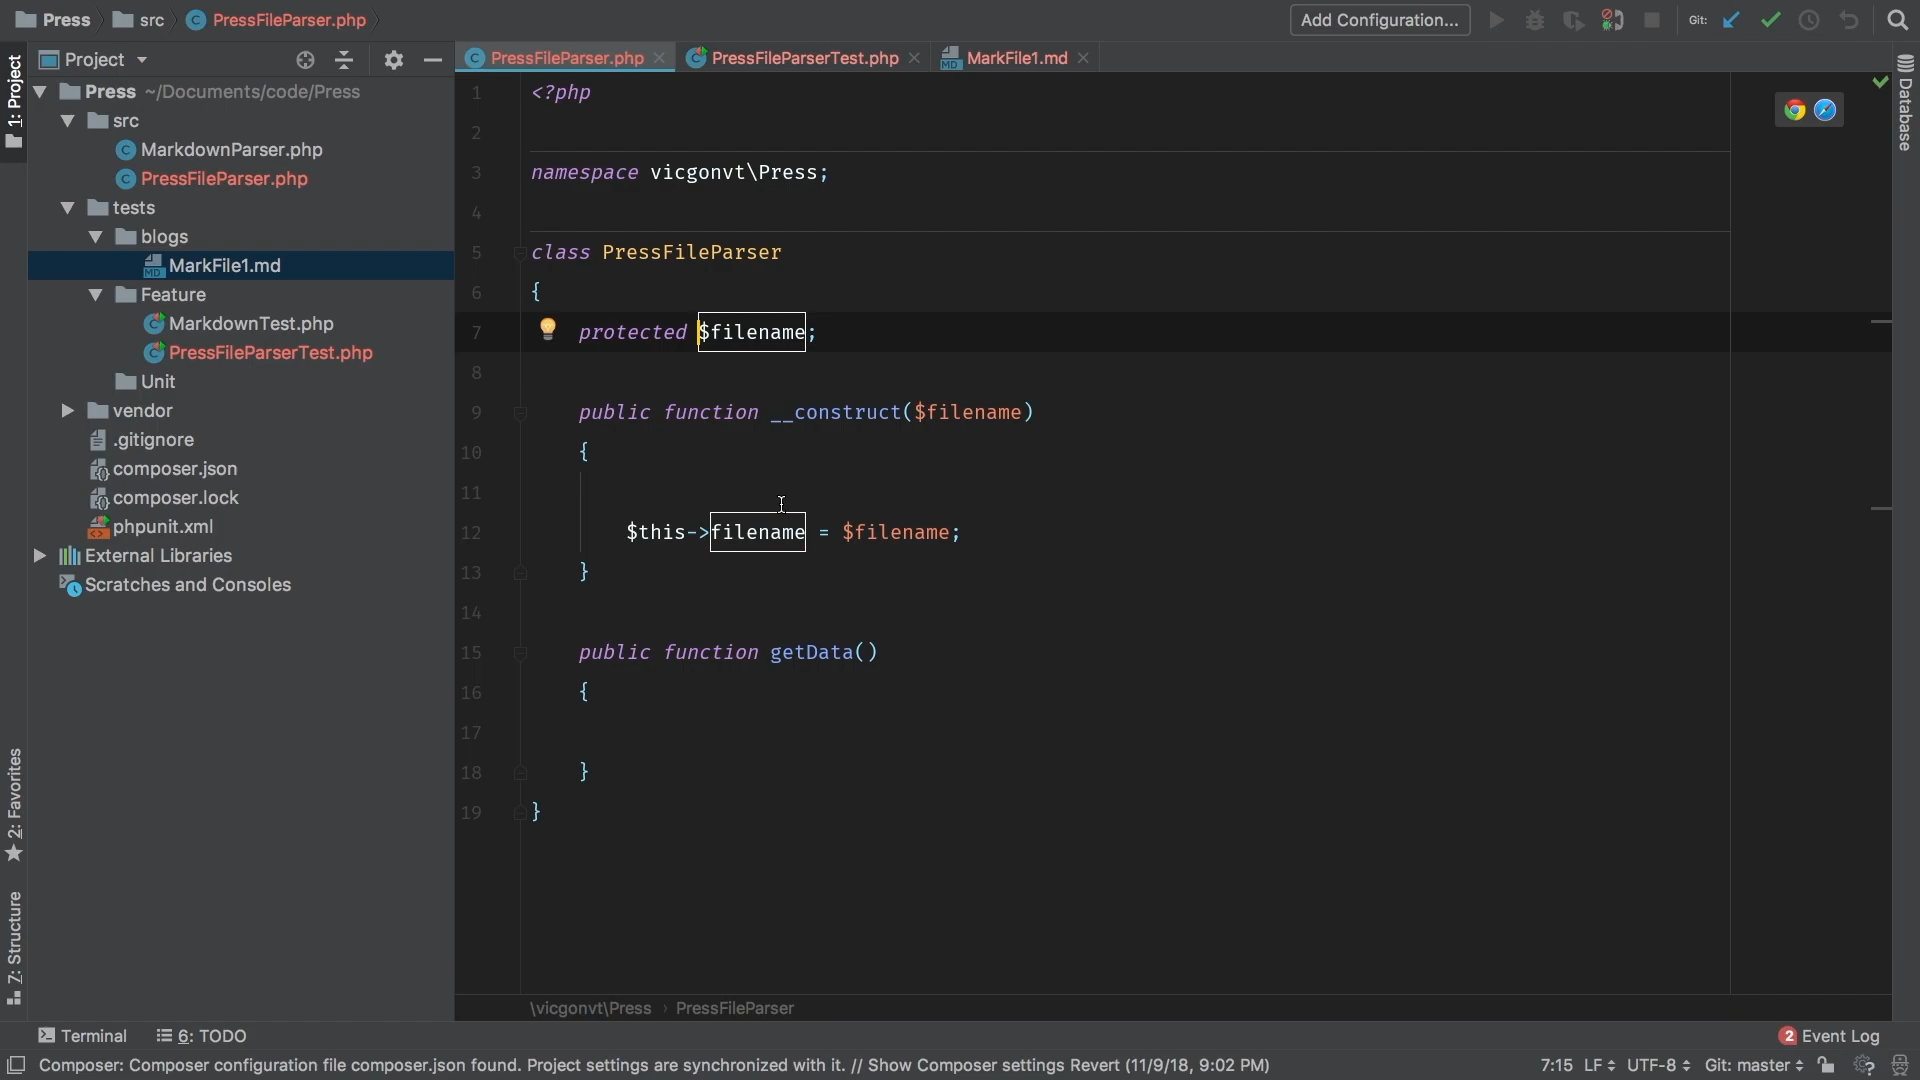 Press src PressFileParser.php Add Configuration... Git:
1: Project
Project
Press ~/Documents/code/Press
src
MarkdownParser.php
PressFileParser.php
tests
blogs
MarkFile1.md
Feature
MarkdownTest.php
PressFileParserTest.php
Unit
vendor
.gitignore
composer.json
composer.lock
phpunit.xml
External Libraries
Scratches and Consoles
2: Favorites
7: Structure
PressFileParser.php PressFileParserTest.php MarkFile1.md
1 <?php
2
3 namespace vicgonvt\Press;
4
5 class PressFileParser
6 {
7 protected $filename;
8
9 public function __construct($filename)
10 {
11
12 $this->filename = $filename;
13 }
14
15 public function getData()
16 {
17
18 }
19 }
Database
\vicgonvt\Press › PressFileParser
Terminal 6: TODO 2 Event Log
Composer: Composer configuration file composer.json found. Project settings are synchronized with it. // Show Composer settings Revert (11/9/18, 9:02 PM) 7:15 LF UTF-8 Git: master